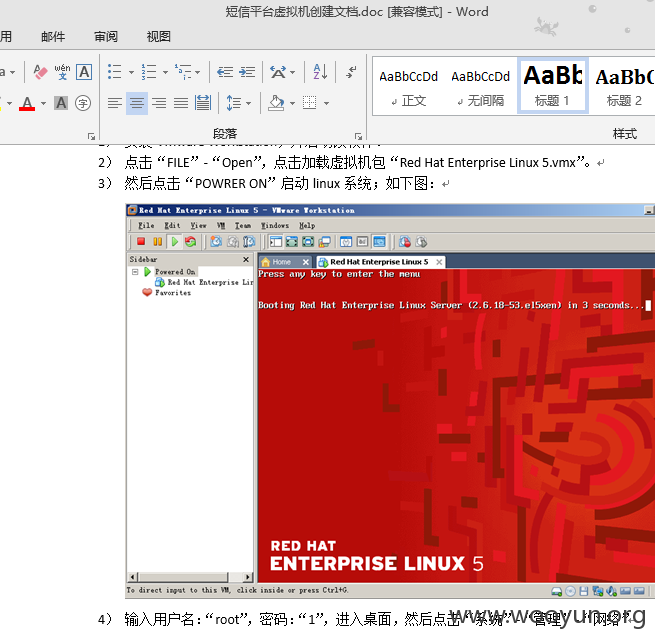 短信平台虚拟机创建文档.doc [兼容模式] - Word
用 邮件 审阅 视图
wén
文 A
A 字
AaBbCcDd AaBbCcDd AaBb AaBbC
正文 无间隔 标题 1 标题 2
段落 样式
2） 点击“FILE” - “Open”，点击加载虚拟机包“Red Hat Enterprise Linux 5.vmx”。
3） 然后点击“POWRER ON”启动 linux 系统；如下图：
Red Hat Enterprise Linux 5 - VMware Workstation
File Edit View VM Team Windows Help
Sidebar
Home Red Hat Enterprise Linux 5
Powered On
Red Hat Enterprise Lin
Favorites
Press any key to enter the menu
Booting Red Hat Enterprise Linux Server (2.6.18-53.el5xen) in 3 seconds...
RED HAT
ENTERPRISE LINUX 5
To direct input to this VM, click inside or press Ctrl+G.
4） 输入用户名：“root”，密码：“1”，进入桌面，然后点击“系统” “管理” “网络”
www.wooyun.org